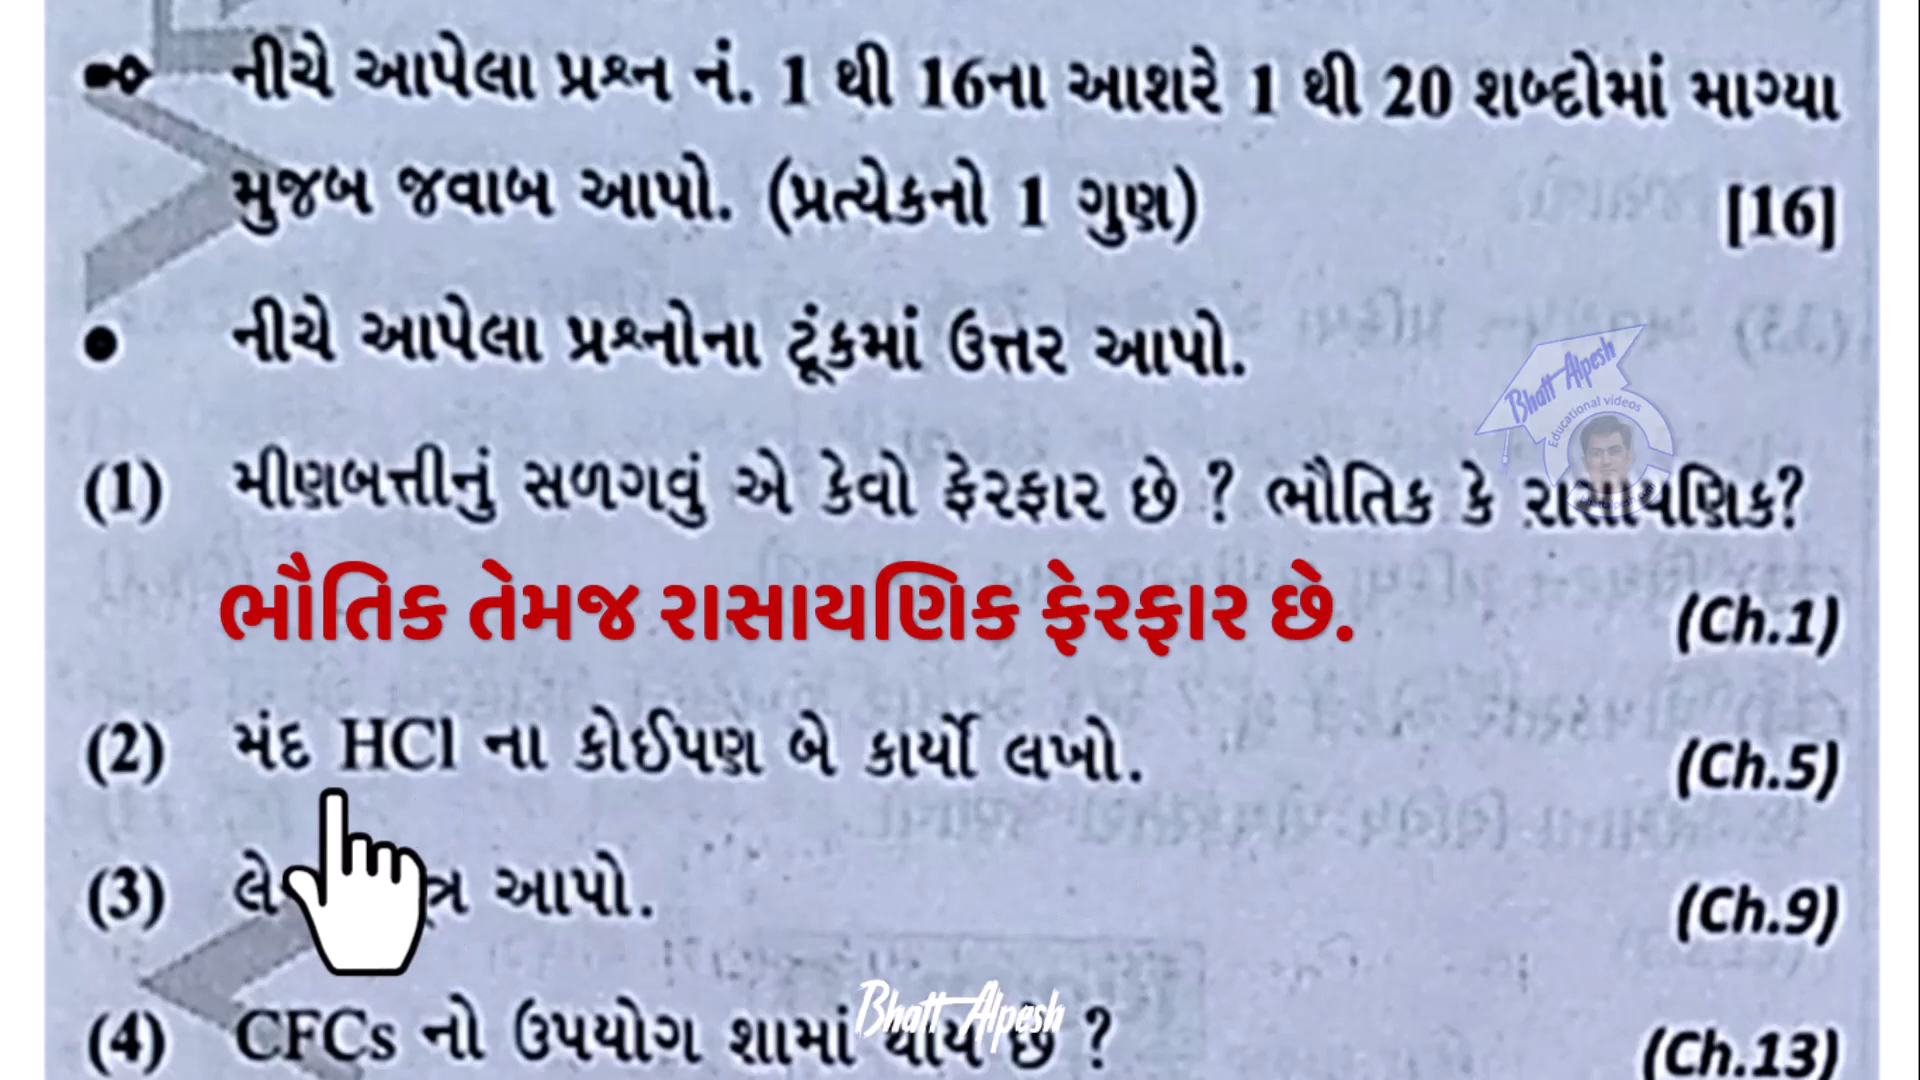 નીચે આપેલા પ્રશ્ન નં. 1 થી 16ના આશરે 1 થી 20 શબ્દોમાં માગ્યા
મુજબ જવાબ આપો. (પ્રત્યેકનો 1 ગુણ) [16]
• નીચે આપેલા પ્રશ્નોના ટૂંકમાં ઉત્તર આપો.
Bhatt Alpesh
Educational videos
(1) મીણબત્તીનું સળગવું એ કેવો ફેરફાર છે ? ભૌતિક કે રાસાયણિક?
ભૌતિક તેમજ રાસાયણિક ફેરફાર છે. (Ch.1)
(2) મંદ HCl ના કોઈપણ બે કાર્યો લખો. (Ch.5)
(3) આપો. (Ch.9)
(4) CFCs નો ઉપયોગ શામાં થાય છે ? (Ch.13)
Bhatt Alpesh